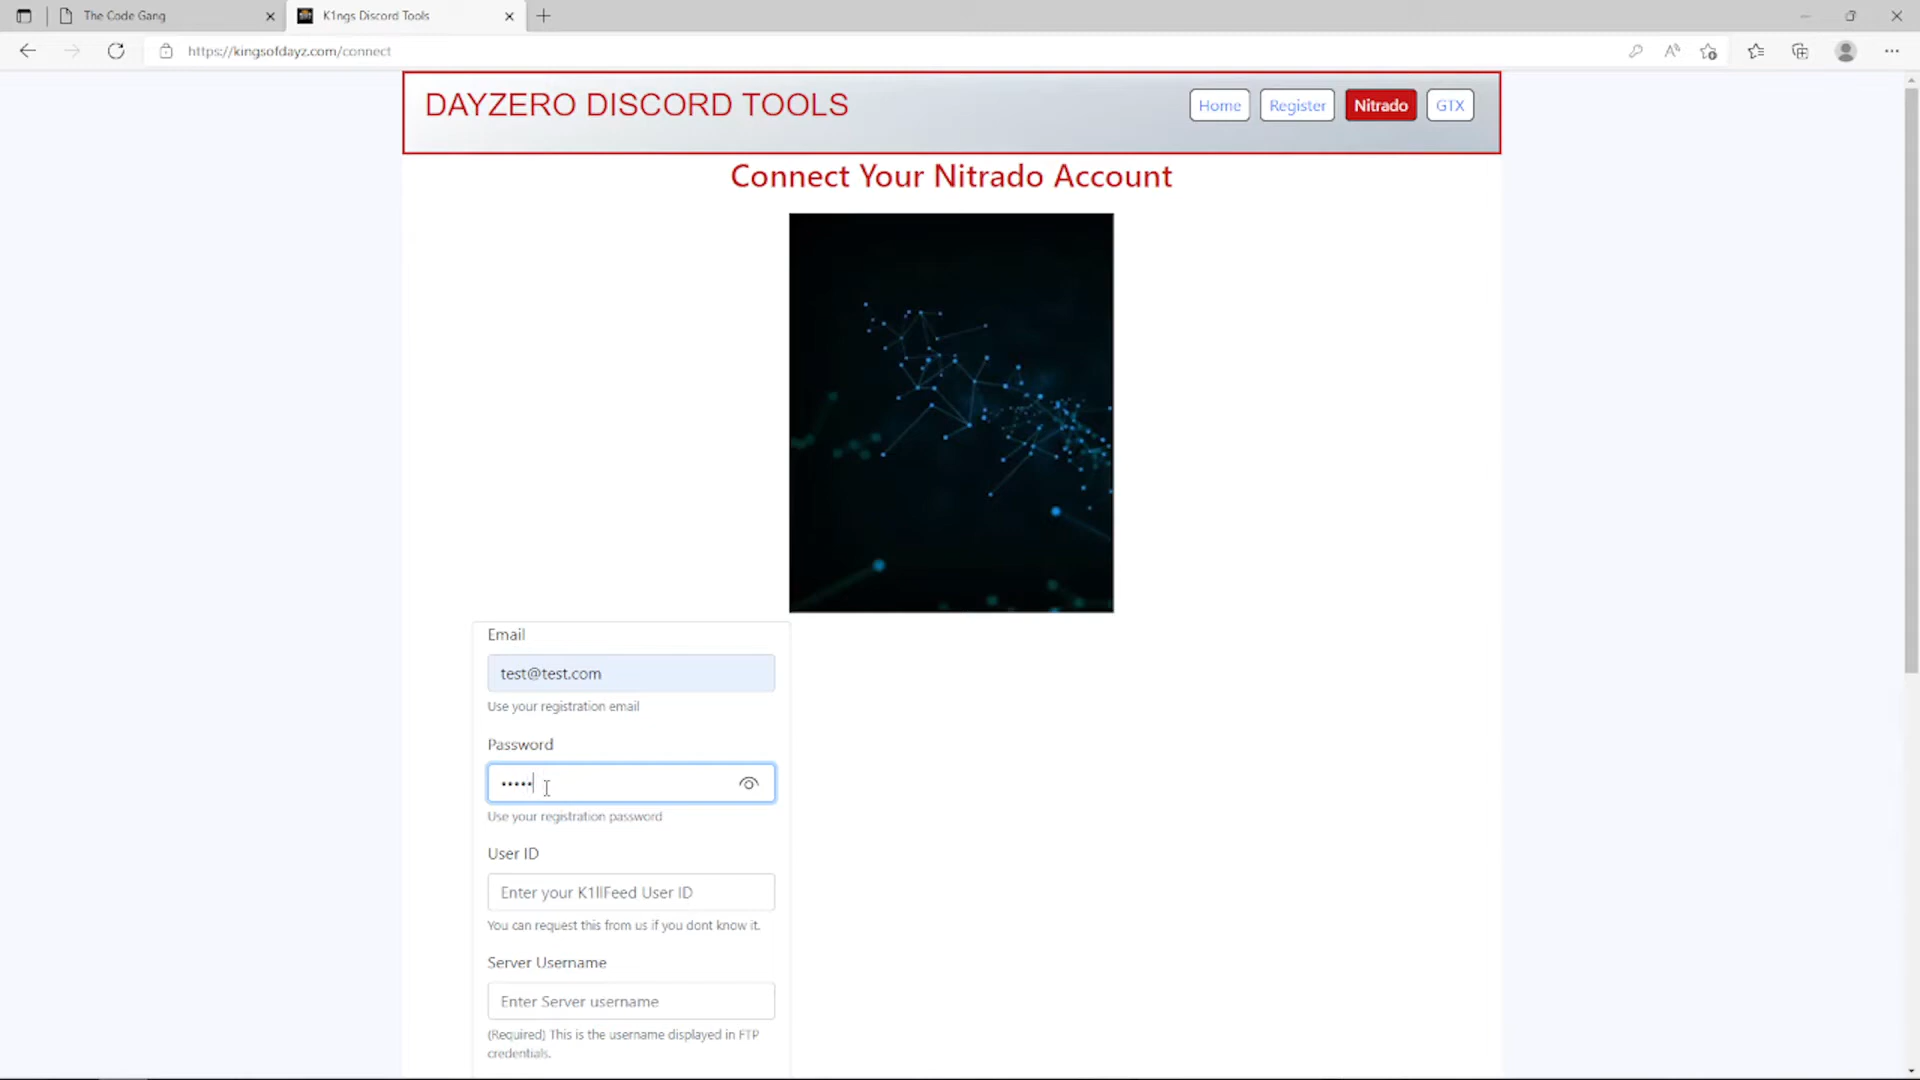 The Code Gang
K1ngs Discord Tools
https://kingsofdayz.com/connect
DAYZERO DISCORD TOOLS
Home
Register
Nitrado
GTX
Connect Your Nitrado Account
Email
test@test.com
Use your registration email
Password
•••••
Use your registration password
User ID
Enter your K1llFeed User ID
You can request this from us if you dont know it.
Server Username
Enter Server username
(Required) This is the username displayed in FTP
credentials.